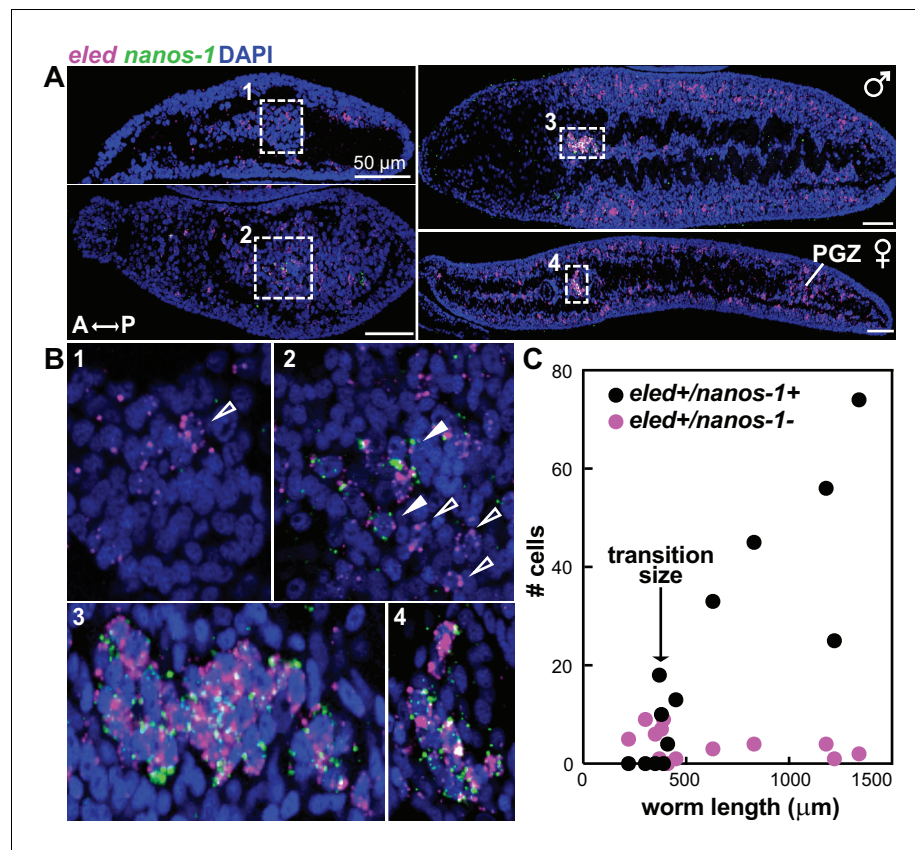 eled nanos-1 DAPI
A
1
50 µm
2
A ↔ P
3
♂
4
PGZ ♀
B
1
2
3
4
C
80
60
40
20
0
# cells
eled+/nanos-1+
eled+/nanos-1-
transition
size
0 500 1000 1500
worm length (µm)